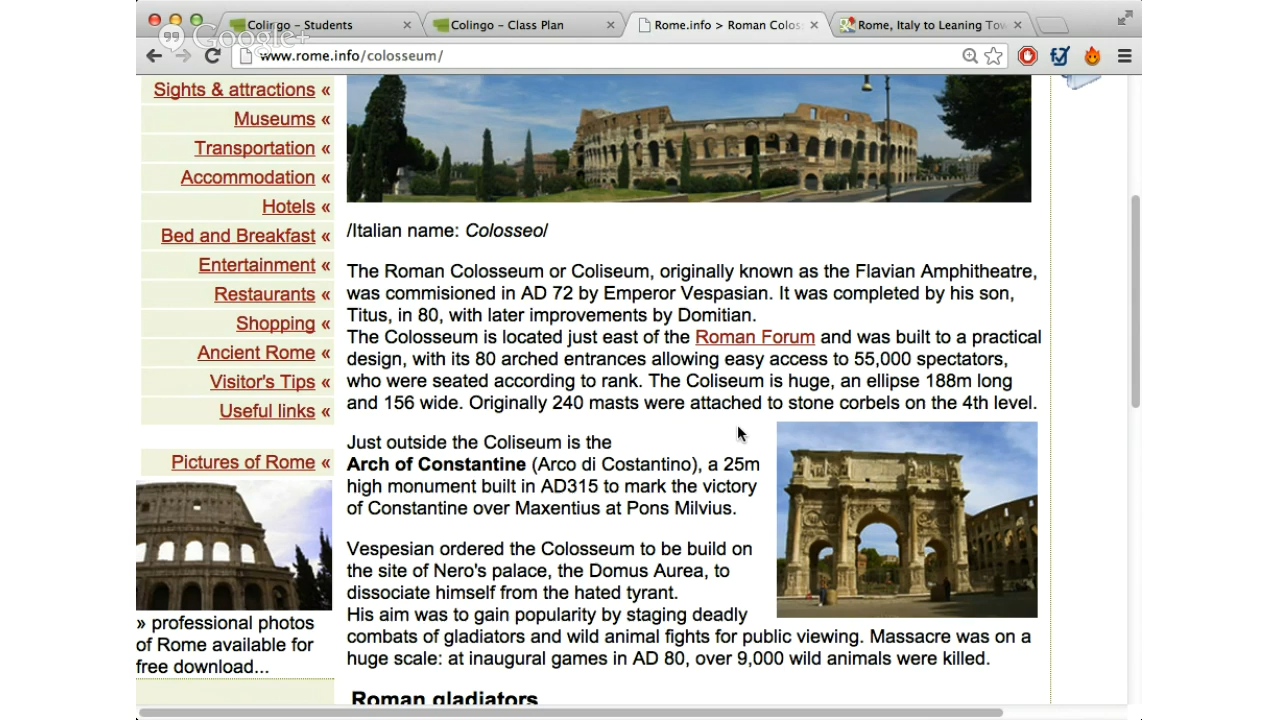 Colingo - Students
Colingo - Class Plan
Rome.info > Roman Colos
Rome, Italy to Leaning Tow
Google+
www.rome.info/colosseum/
Sights & attractions «
Museums «
Transportation «
Accommodation «
Hotels «
Bed and Breakfast «
Entertainment «
Restaurants «
Shopping «
Ancient Rome «
Visitor's Tips «
Useful links «
Pictures of Rome «
» professional photos
of Rome available for
free download...
/Italian name: Colosseo/
The Roman Colosseum or Coliseum, originally known as the Flavian Amphitheatre,
was commisioned in AD 72 by Emperor Vespasian. It was completed by his son,
Titus, in 80, with later improvements by Domitian.
The Colosseum is located just east of the Roman Forum and was built to a practical
design, with its 80 arched entrances allowing easy access to 55,000 spectators,
who were seated according to rank. The Coliseum is huge, an ellipse 188m long
and 156 wide. Originally 240 masts were attached to stone corbels on the 4th level.
Just outside the Coliseum is the
Arch of Constantine (Arco di Costantino), a 25m
high monument built in AD315 to mark the victory
of Constantine over Maxentius at Pons Milvius.
Vespesian ordered the Colosseum to be build on
the site of Nero's palace, the Domus Aurea, to
dissociate himself from the hated tyrant.
His aim was to gain popularity by staging deadly
combats of gladiators and wild animal fights for public viewing. Massacre was on a
huge scale: at inaugural games in AD 80, over 9,000 wild animals were killed.
Roman gladiators